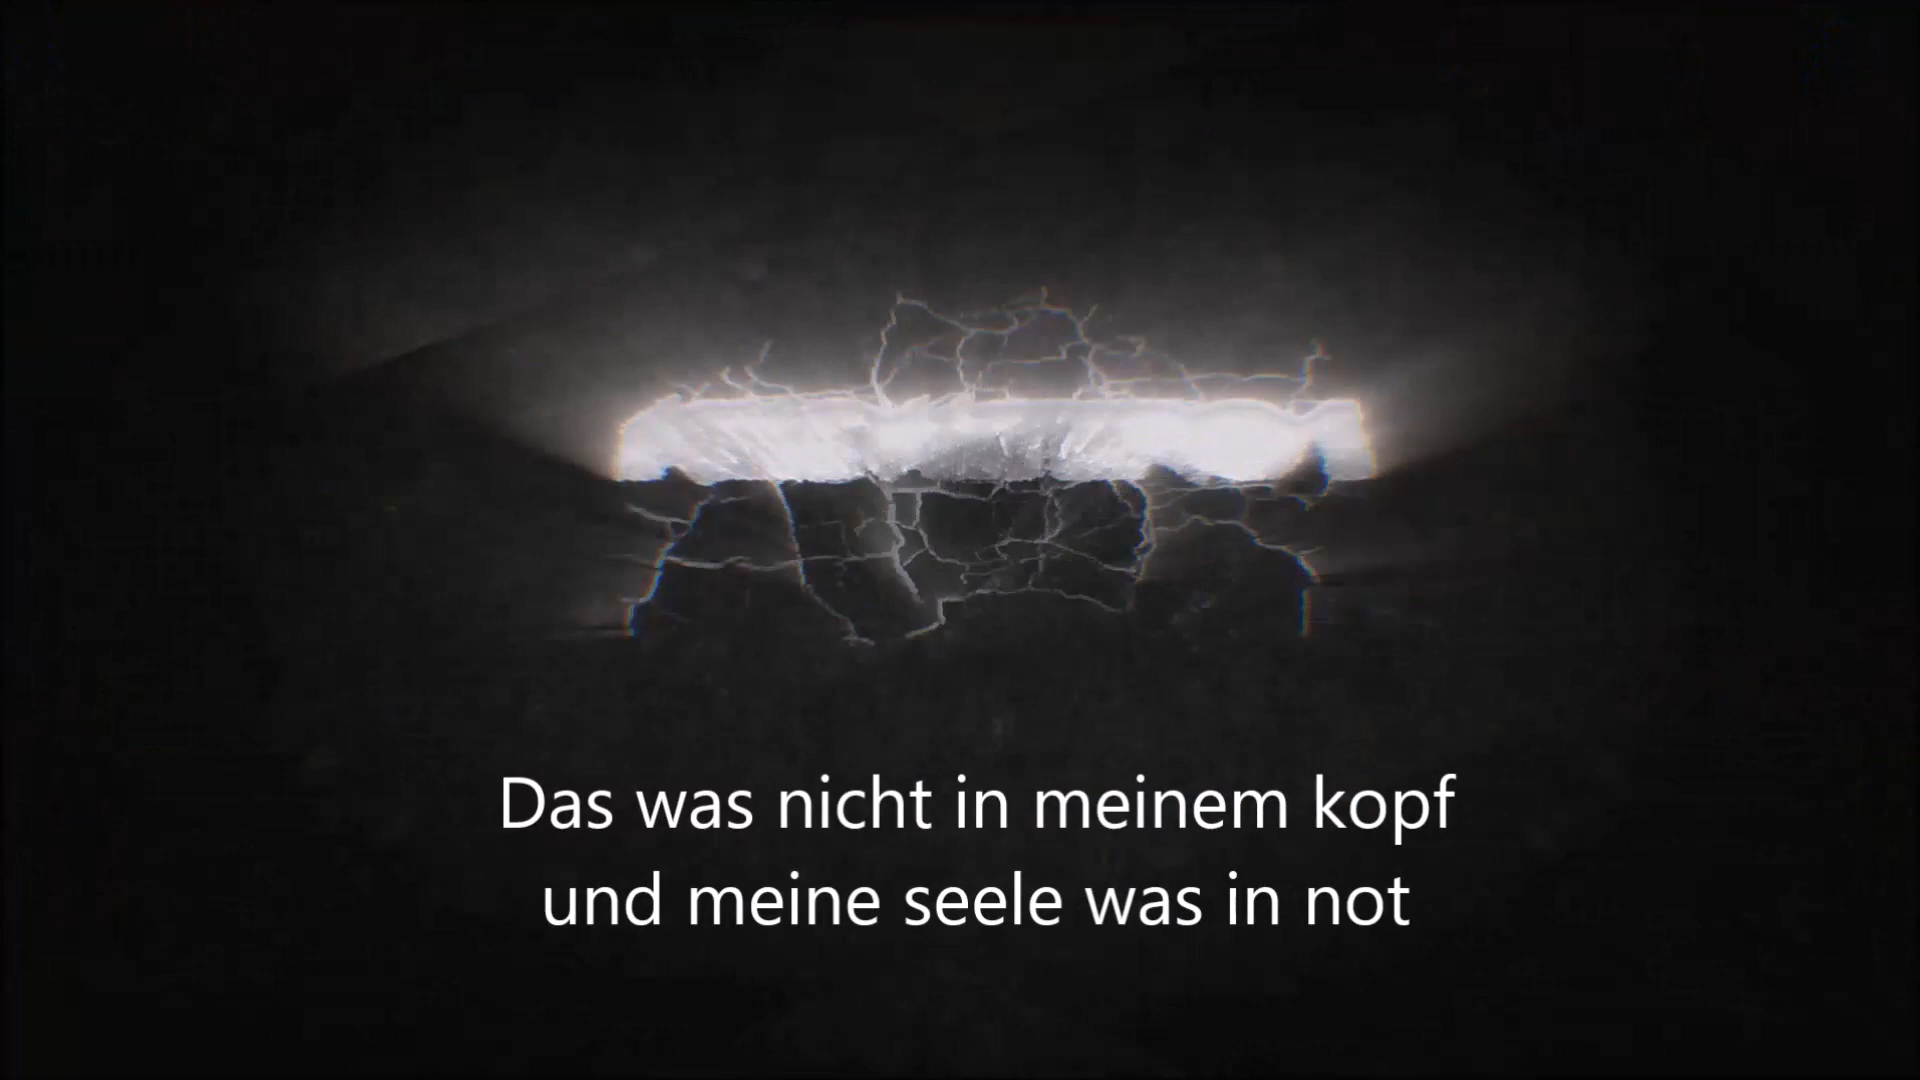 Das was nicht in meinem kopf
und meine seele was in not